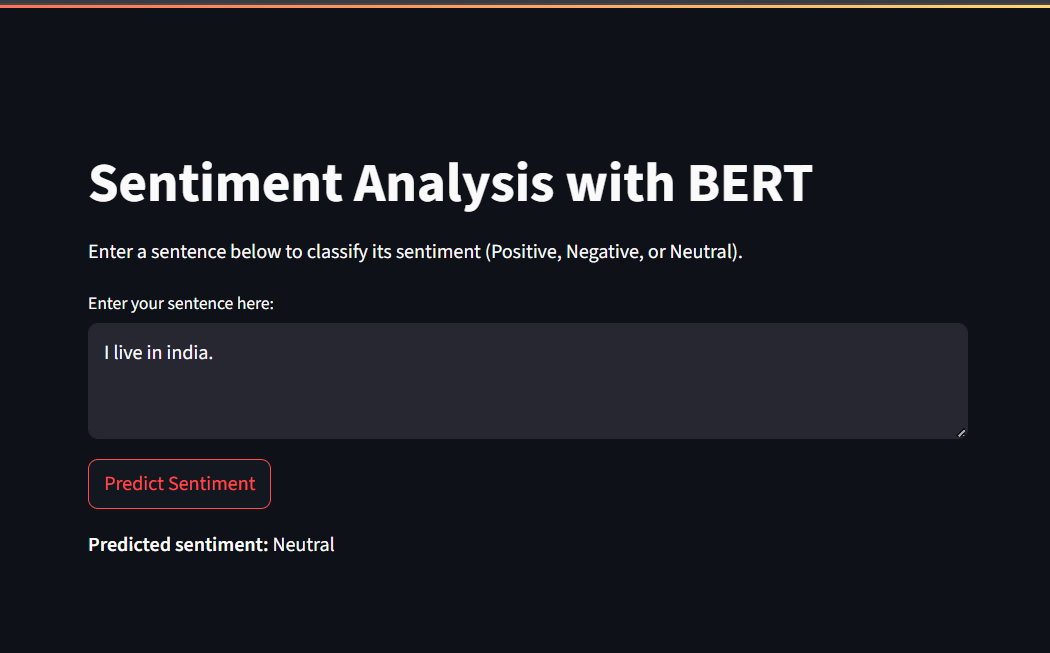 Sentiment Analysis with BERT
Enter a sentence below to classify its sentiment (Positive, Negative, or Neutral).
Enter your sentence here:
I live in india.
Predict Sentiment
Predicted sentiment: Neutral